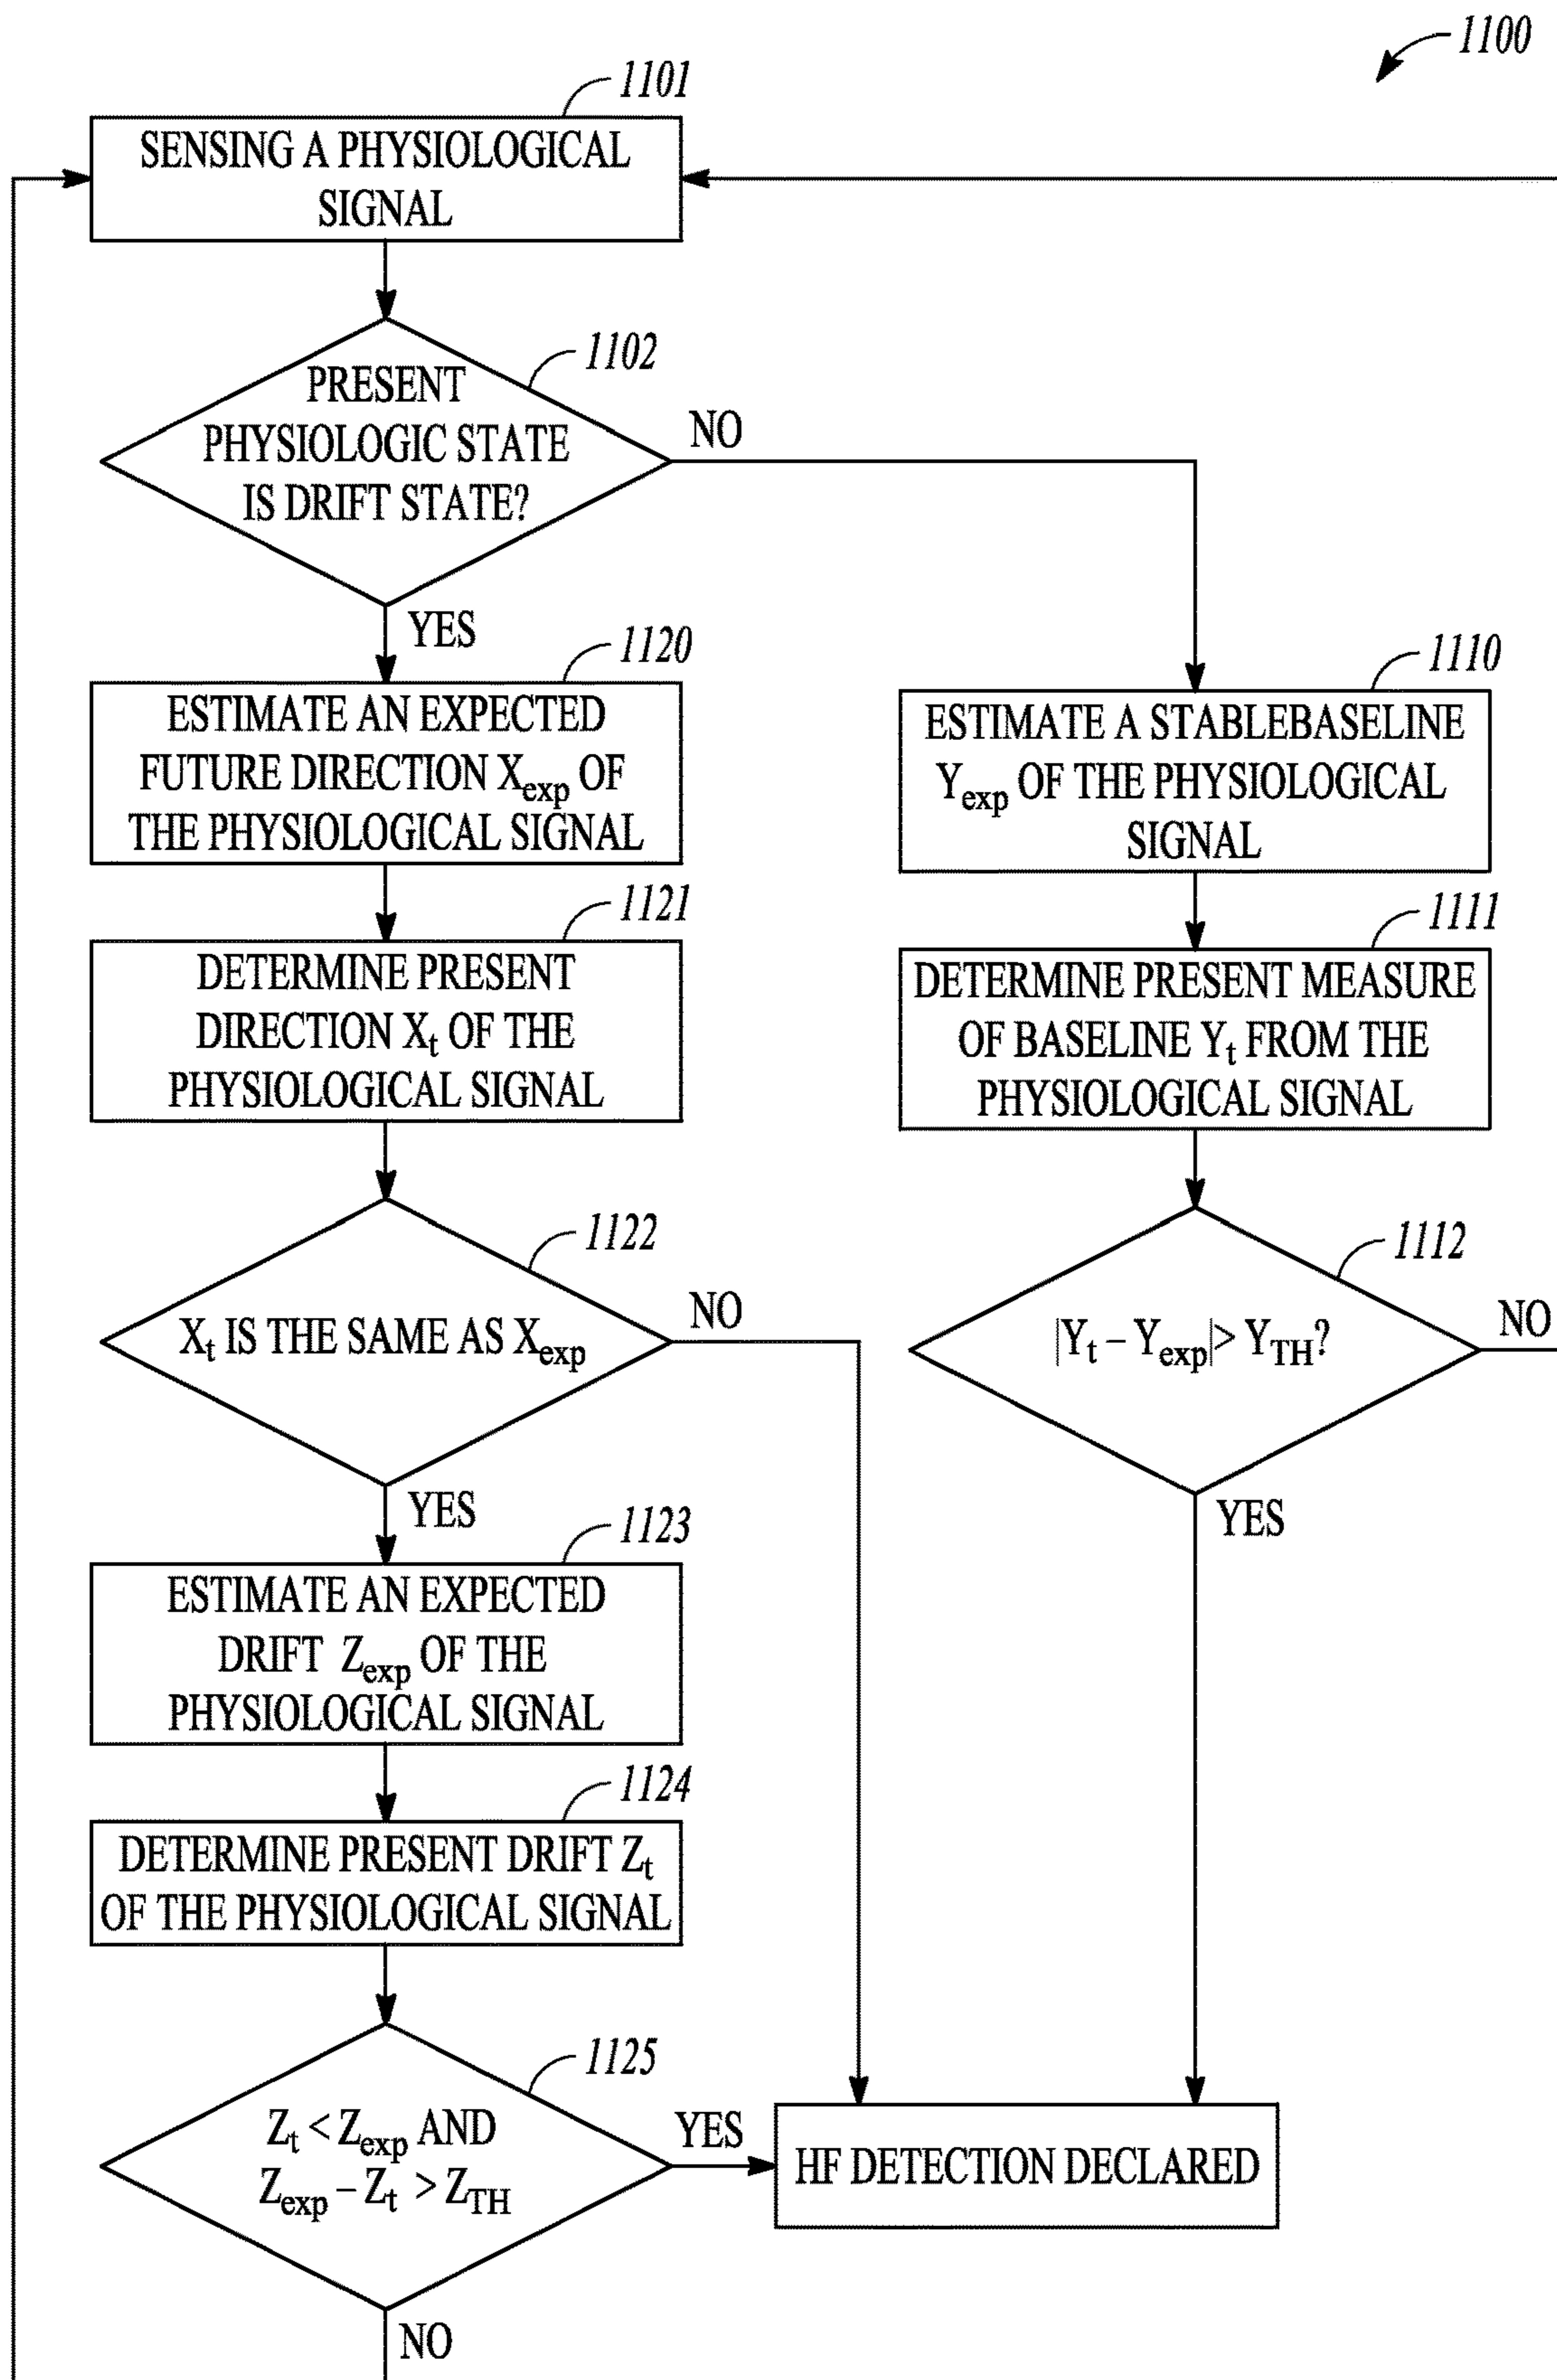 1100
1101
SENSING A PHYSIOLOGICAL
SIGNAL
1102
PRESENT
PHYSIOLOGIC STATE
IS DRIFT STATE?
NO
YES
1120
ESTIMATE AN EXPECTED
FUTURE DIRECTION Xexp OF
THE PHYSIOLOGICAL SIGNAL
1110
ESTIMATE A STABLEBASELINE
Yexp OF THE PHYSIOLOGICAL
SIGNAL
1121
DETERMINE PRESENT
DIRECTION Xt OF THE
PHYSIOLOGICAL SIGNAL
1111
DETERMINE PRESENT MEASURE
OF BASELINE Yt FROM THE
PHYSIOLOGICAL SIGNAL
1122
Xt IS THE SAME AS Xexp
NO
YES
1112
|Yt – Yexp|> YTH?
NO
YES
1123
ESTIMATE AN EXPECTED
DRIFT Zexp OF THE
PHYSIOLOGICAL SIGNAL
1124
DETERMINE PRESENT DRIFT Zt
OF THE PHYSIOLOGICAL SIGNAL
1125
Zt < Zexp AND
Zexp – Zt > ZTH
YES
NO
HF DETECTION DECLARED